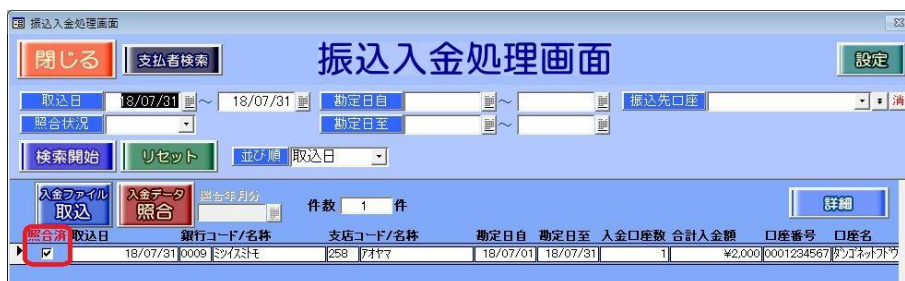 振込入金処理画面
閉じる 支払者検索 振込入金処理画面 設定
取込日 18/07/31 ～ 18/07/31 勘定日自 ～ 振込先口座 消
照合状況 勘定日至 ～
検索開始 リセット 並び順 取込日
入金ファイル取込 入金データ照合 照合年月分 件数 1 件 詳細
照合済 取込日 銀行コード/名称 支店コード/名称 勘定日自 勘定日至 入金口座数 合計入金額 口座番号 口座名
18/07/31 0009 ミツイスミトモ 258 アオヤマ 18/07/01 18/07/31 1 ¥2,000 0001234567 ダンゴネットフドウ